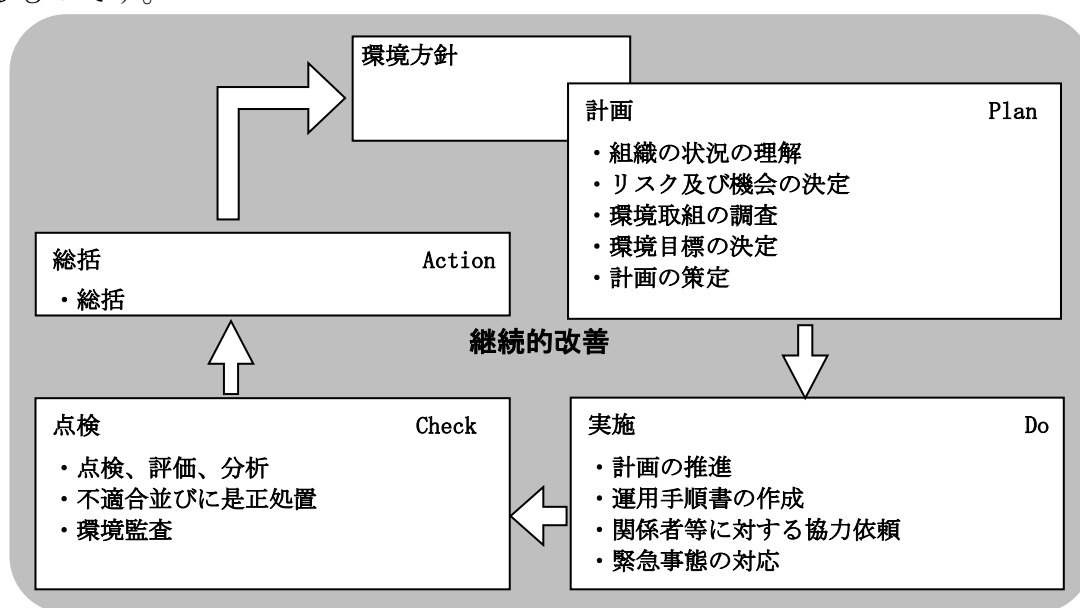 です。
環境方針
計画 Plan
・組織の状況の理解
・リスク及び機会の決定
・環境取組の調査
・環境目標の決定
・計画の策定
総括 Action
・総括
継続的改善
点検 Check
・点検、評価、分析
・不適合並びに是正処置
・環境監査
実施 Do
・計画の推進
・運用手順書の作成
・関係者等に対する協力依頼
・緊急事態の対応